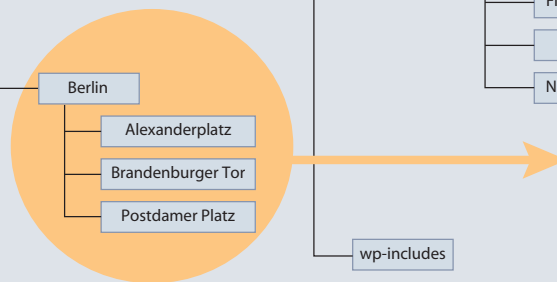 Berlin
Alexanderplatz
Brandenburger Tor
Postdamer Platz
wp-includes
N